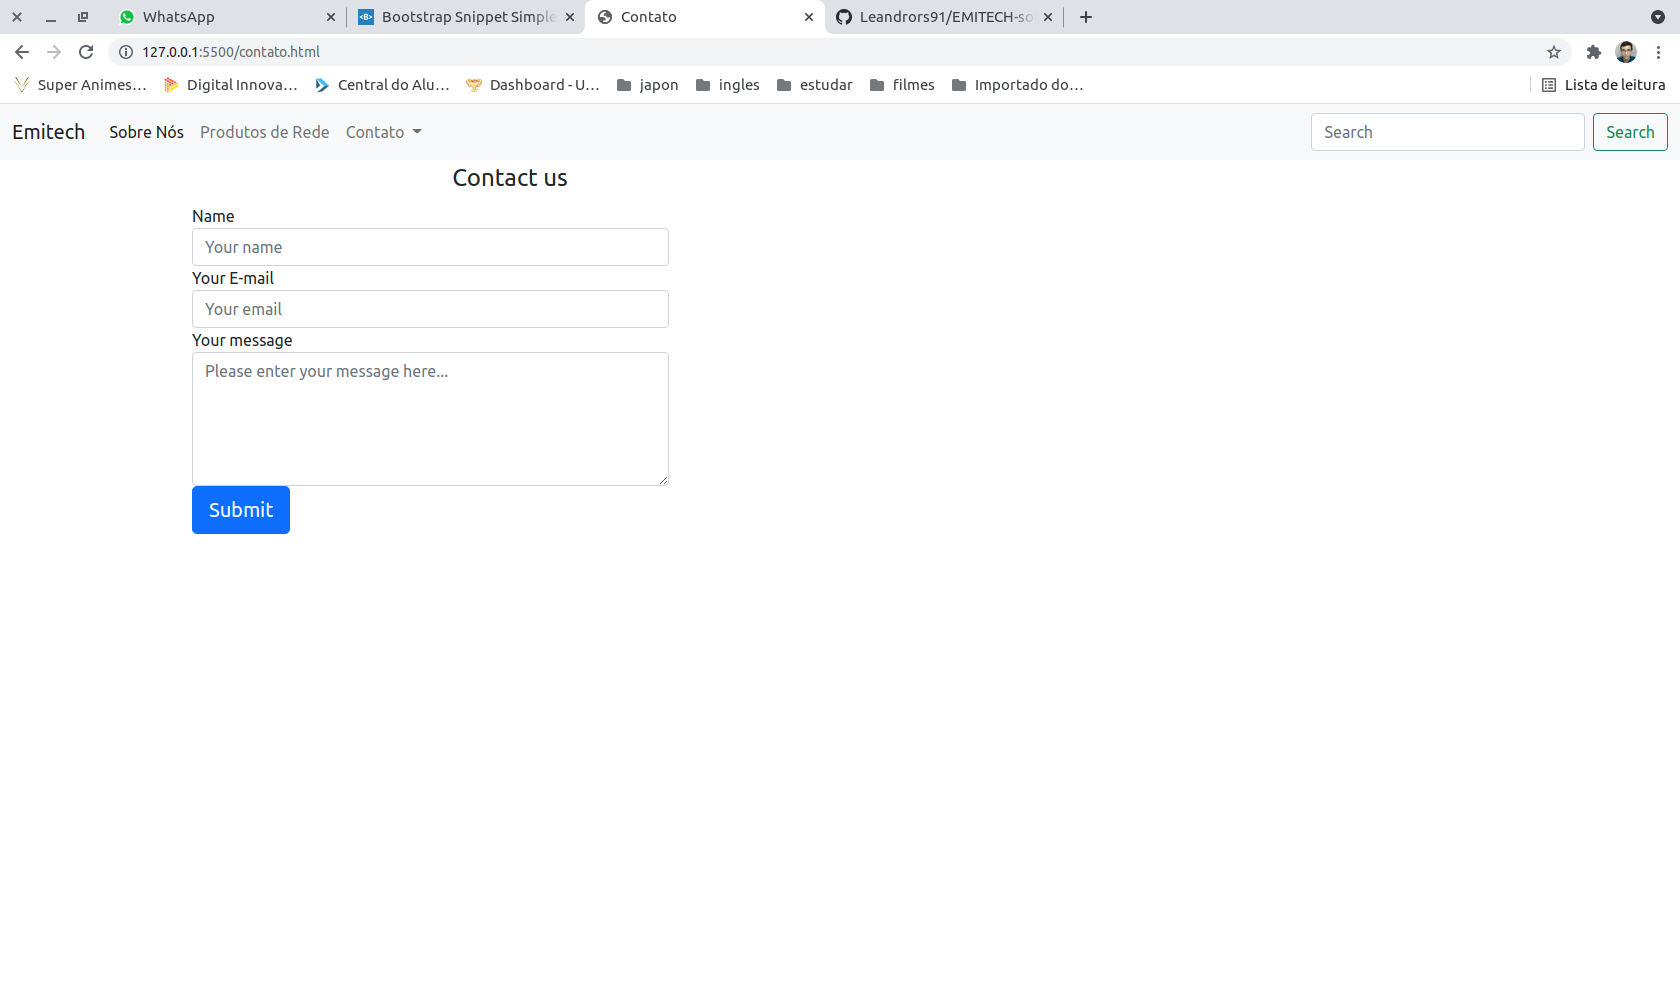 WhatsApp
Bootstrap Snippet Simple
Contato
Leandrors91/EMITECH-so
127.0.0.1:5500/contato.html
Super Animes…
Digital Innova…
Central do Alu…
Dashboard - U…
japon
ingles
estudar
filmes
Importado do…
Lista de leitura
Emitech
Sobre Nós
Produtos de Rede
Contato
Search
Search
Contact us
Name
Your name
Your E-mail
Your email
Your message
Please enter your message here...
Submit